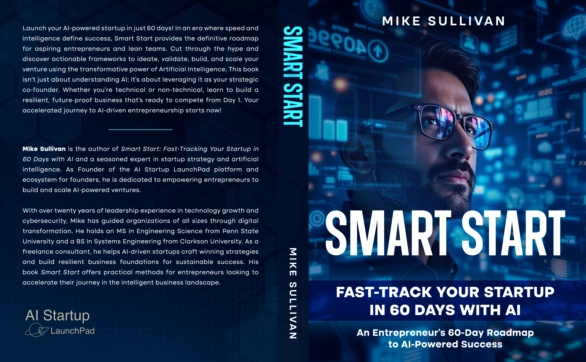 Launch your AI-powered startup in just 60 days! In an era where speed and
intelligence define success, Smart Start provides the definitive roadmap
for aspiring entrepreneurs and lean teams. Cut through the hype and
discover actionable frameworks to ideate, validate, build, and scale your
venture using the transformative power of Artificial Intelligence. This book
isn't just about understanding AI; it's about leveraging it as your strategic
co-founder. Whether you're technical or non-technical, learn to build a
resilient, future-proof business that's ready to compete from Day 1. Your
accelerated journey to AI-driven entrepreneurship starts now!
Mike Sullivan is the author of Smart Start: Fast-Tracking Your Startup in
60 Days with AI and a seasoned expert in startup strategy and artificial
intelligence. As Founder of the AI Startup LaunchPad platform and
ecosystem for founders, he is dedicated to empowering entrepreneurs to
build and scale AI-powered ventures.
With over twenty years of leadership experience in technology growth and
cybersecurity, Mike has guided organizations of all sizes through digital
transformation. He holds an MS in Engineering Science from Penn State
University and a BS in Systems Engineering from Clarkson University. As a
freelance consultant, he helps AI-driven startups craft winning strategies
and build resilient business foundations for sustainable success. His
book Smart Start offers practical methods for entrepreneurs looking to
accelerate their journey in the intelligent business landscape.
AI Startup
LaunchPad
SMART START
MIKE SULLIVAN
MIKE SULLIVAN
SMART START
FAST-TRACK YOUR STARTUP
IN 60 DAYS WITH AI
An Entrepreneur's 60-Day Roadmap
to AI-Powered Success